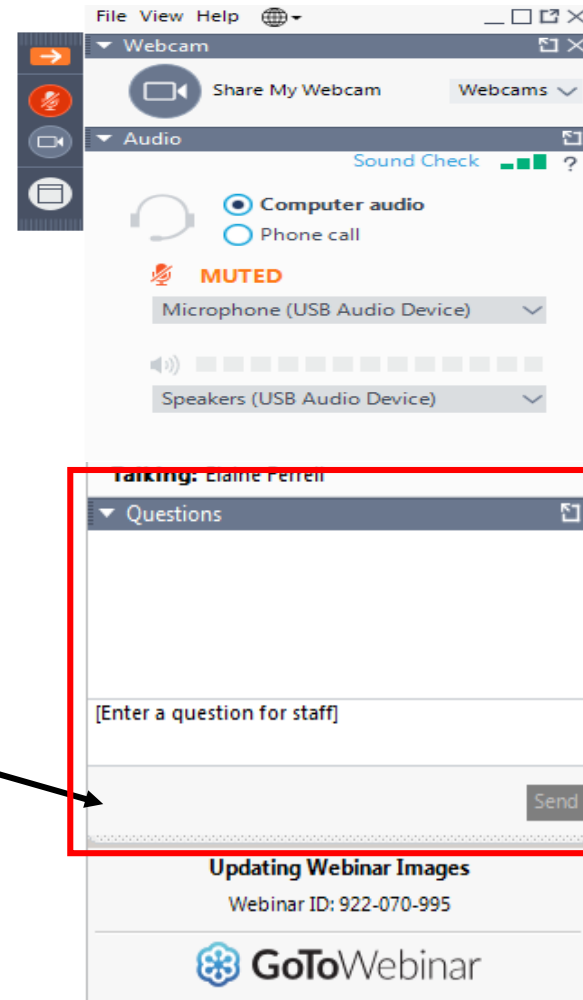 File View Help
Webcam
Share My Webcam Webcams
Audio
Sound Check ?
Computer audio
Phone call
MUTED
Microphone (USB Audio Device)
Speakers (USB Audio Device)
Talking: Elaine Ferrell
Questions
[Enter a question for staff]
Send
Updating Webinar Images
Webinar ID: 922-070-995
GoToWebinar